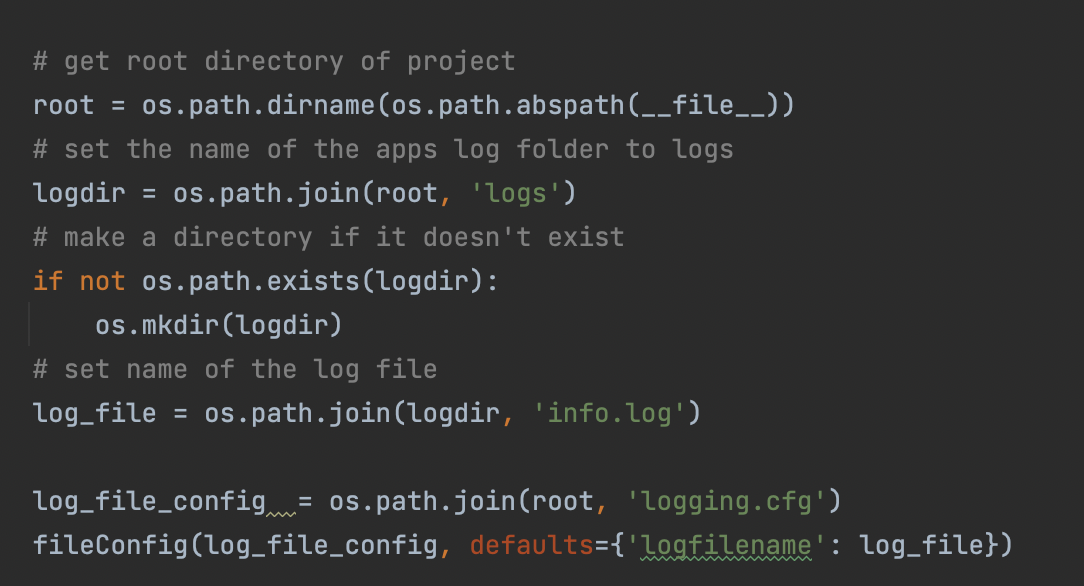 # get root directory of project
root = os.path.dirname(os.path.abspath(__file__))
# set the name of the apps log folder to logs
logdir = os.path.join(root, 'logs')
# make a directory if it doesn't exist
if not os.path.exists(logdir):
    os.mkdir(logdir)
# set name of the log file
log_file = os.path.join(logdir, 'info.log')

log_file_config  = os.path.join(root, 'logging.cfg')
fileConfig(log_file_config, defaults={'logfilename': log_file})